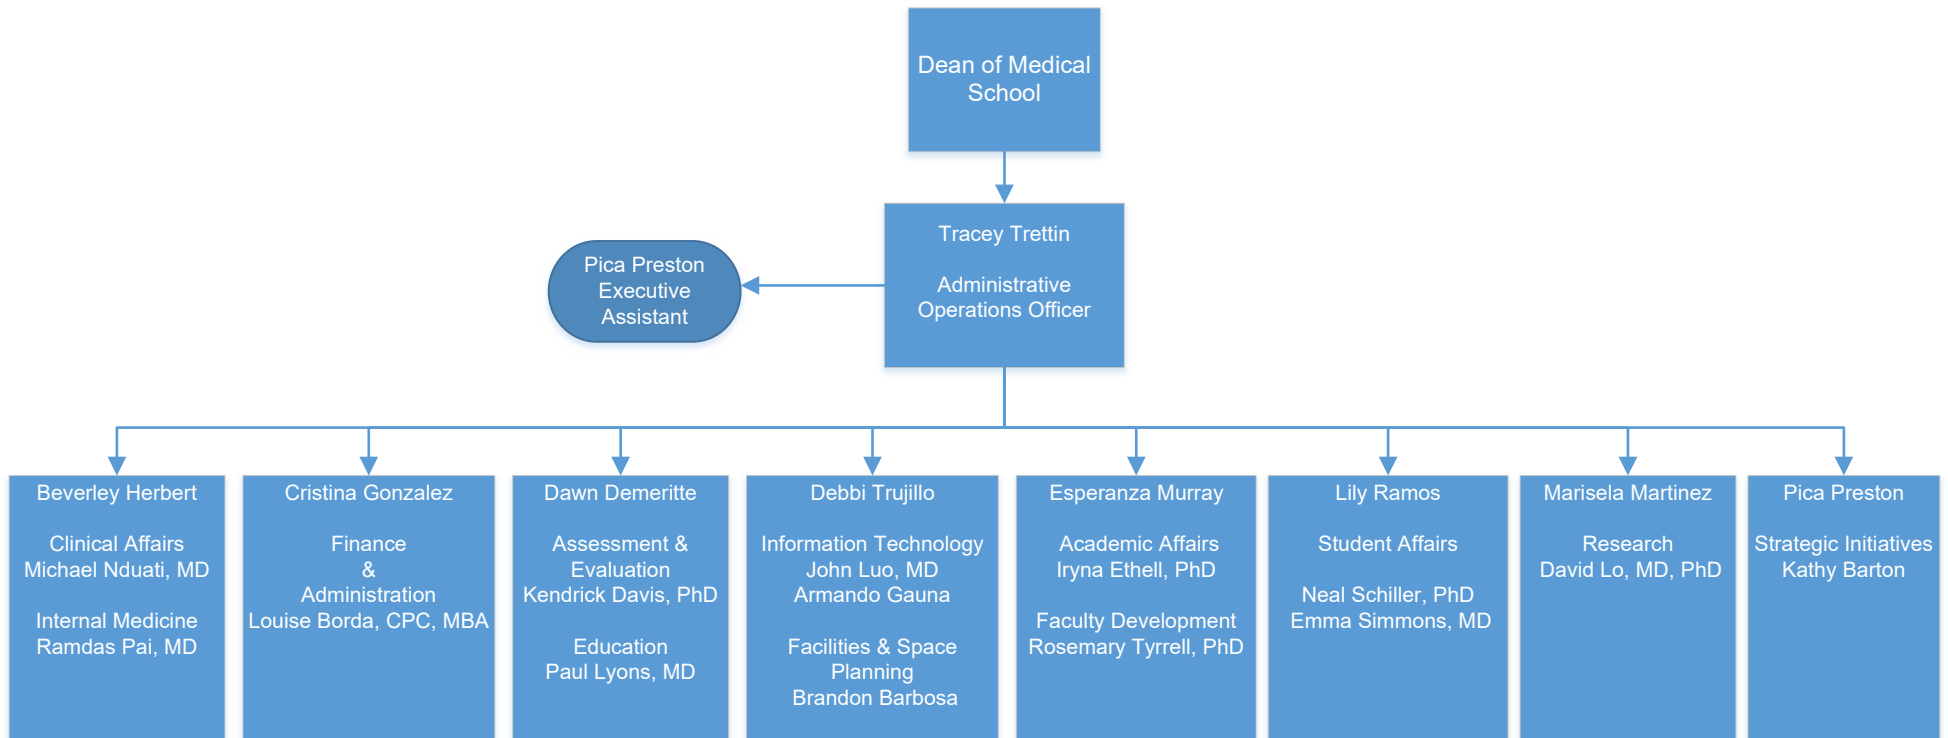 Dean of Medical
School
Tracey Trettin
Administrative
Operations Officer
Pica Preston
Executive
Assistant
Beverley Herbert
Clinical Affairs
Michael Nduati, MD
Internal Medicine
Ramdas Pai, MD
Cristina Gonzalez
Finance
&
Administration
Louise Borda, CPC, MBA
Dawn Demeritte
Assessment &
Evaluation
Kendrick Davis, PhD
Education
Paul Lyons, MD
Debbi Trujillo
Information Technology
John Luo, MD
Armando Gauna
Facilities & Space
Planning
Brandon Barbosa
Esperanza Murray
Academic Affairs
Iryna Ethell, PhD
Faculty Development
Rosemary Tyrrell, PhD
Lily Ramos
Student Affairs
Neal Schiller, PhD
Emma Simmons, MD
Marisela Martinez
Research
David Lo, MD, PhD
Pica Preston
Strategic Initiatives
Kathy Barton